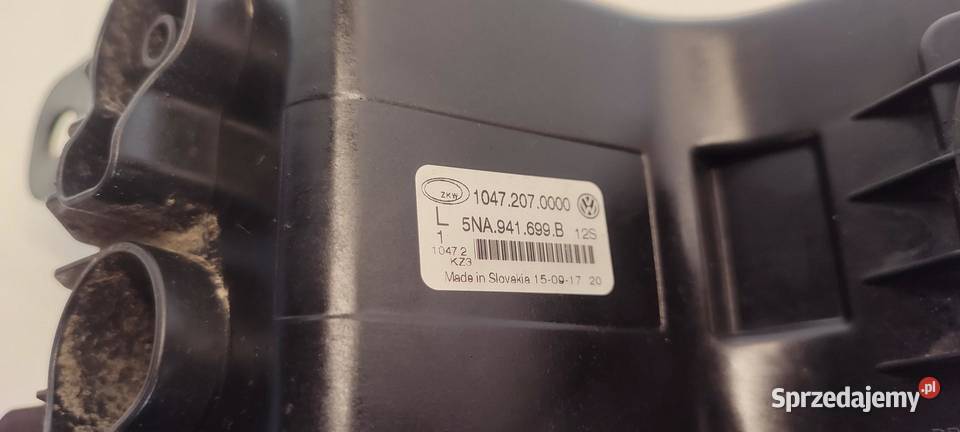 ZKW 1047.207.0000
L 5NA.941.699.B 12S
1
1047.2
KZ3
Made in Slovakia 15-09-17 20
Sprzedajemy.pl